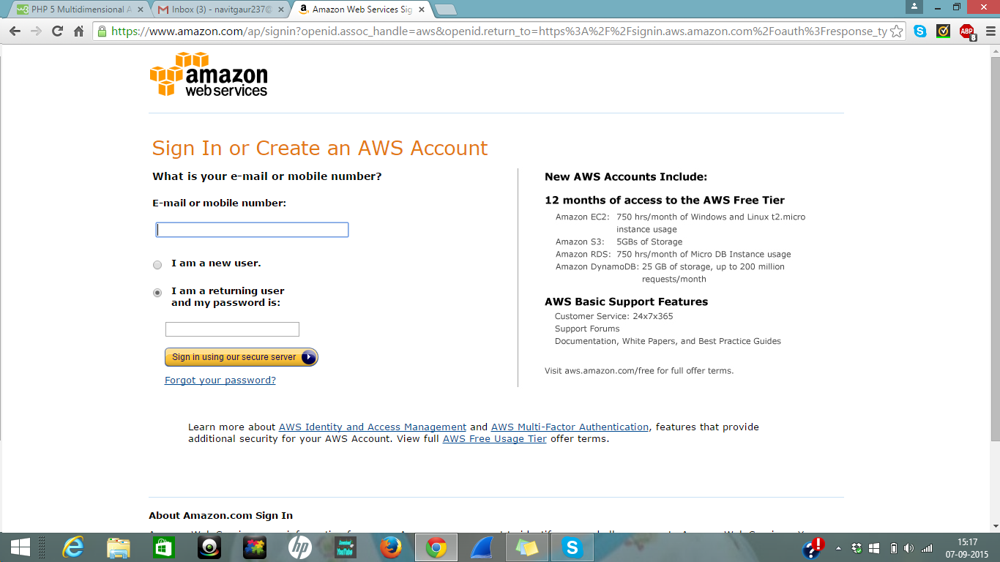 PHP 5 Multidimensional A
Inbox (3) - navitgaur237@
Amazon Web Services Sig
https://www.amazon.com/ap/signin?openid.assoc_handle=aws&openid.return_to=https%3A%2F%2Fsignin.aws.amazon.com%2Foauth%3Fresponse_ty
ABP
8
amazon
web services
Sign In or Create an AWS Account
What is your e-mail or mobile number?
E-mail or mobile number:
I am a new user.
I am a returning user
and my password is:
Sign in using our secure server
Forgot your password?
New AWS Accounts Include:
12 months of access to the AWS Free Tier
Amazon EC2: 750 hrs/month of Windows and Linux t2.micro
instance usage
Amazon S3: 5GBs of Storage
Amazon RDS: 750 hrs/month of Micro DB Instance usage
Amazon DynamoDB: 25 GB of storage, up to 200 million
requests/month
AWS Basic Support Features
Customer Service: 24x7x365
Support Forums
Documentation, White Papers, and Best Practice Guides
Visit aws.amazon.com/free for full offer terms.
Learn more about AWS Identity and Access Management and AWS Multi-Factor Authentication, features that provide
additional security for your AWS Account. View full AWS Free Usage Tier offer terms.
About Amazon.com Sign In
hp
15:17
07-09-2015